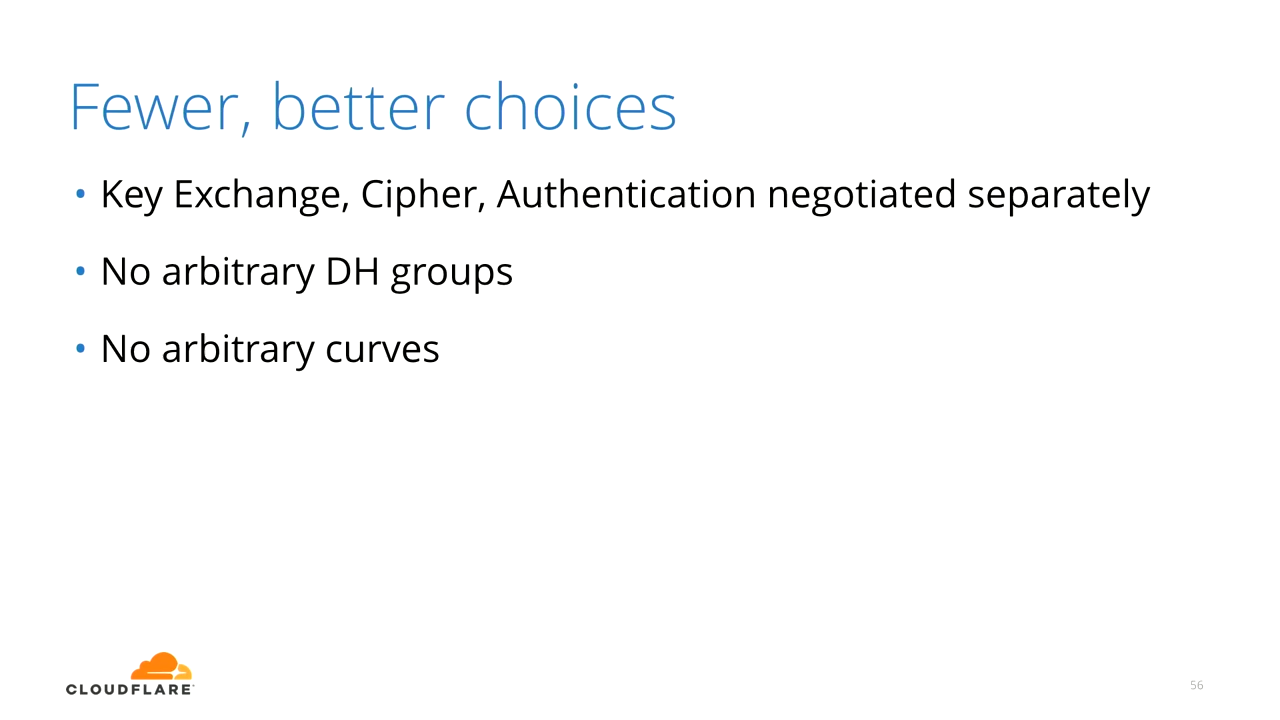 Fewer, better choices
• Key Exchange, Cipher, Authentication negotiated separately
• No arbitrary DH groups
• No arbitrary curves
CLOUDFLARE
56